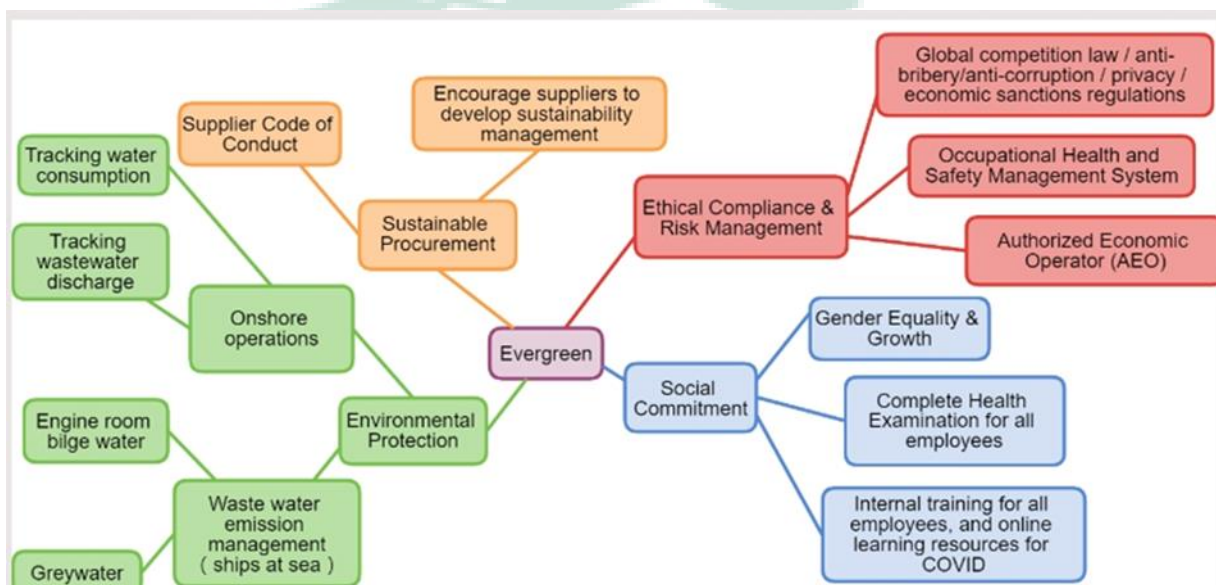 Global competition law / anti-
bribery/anti-corruption / privacy /
economic sanctions regulations
Encourage suppliers to
develop sustainability
management
Supplier Code of
Conduct
Tracking water
consumption
Occupational Health and
Safety Management
System
Ethical Compliance &
Risk Management
Sustainable
Procurement
Tracking
wastewater
discharge
Authorized Economic
Operator (AEO)
Onshore
operations
Gender Equality &
Growth
Evergreen
Social
Commitment
Complete Health
Examination for all
employees
Engine room
bilge water
Environmental
Protection
Waste water
emission
management
( ships at sea )
Internal training for all
employees, and online
learning resources for
COVID
Greywater